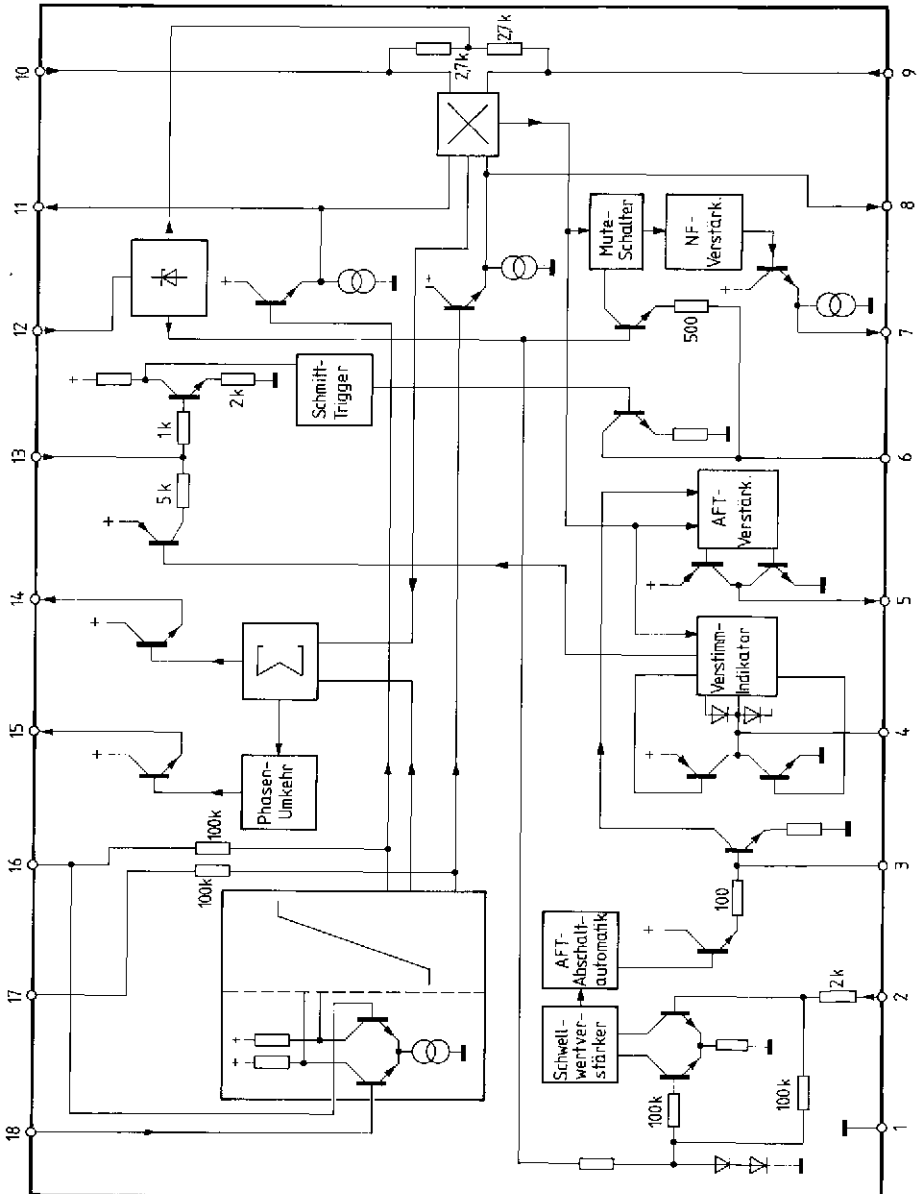 18 17 16 15 14 13 12 11 10
+
+
+
+
5k
1k
100k
100k
+
2k
+
+
Phasen-
Umkehr
Σ
Schmitt-
Trigger
+
2,7k
2,7k
Schwell-
wertver-
stärker
AFT-
Abschalt-
automatik
Mute-
Schalter
+
+
+
100k
500
NF-
Verstärk.
Verstimm-
Indikator
AFT-
Verstärk.
100
+
100k
2k
1 2 3 4 5 6 7 8 9